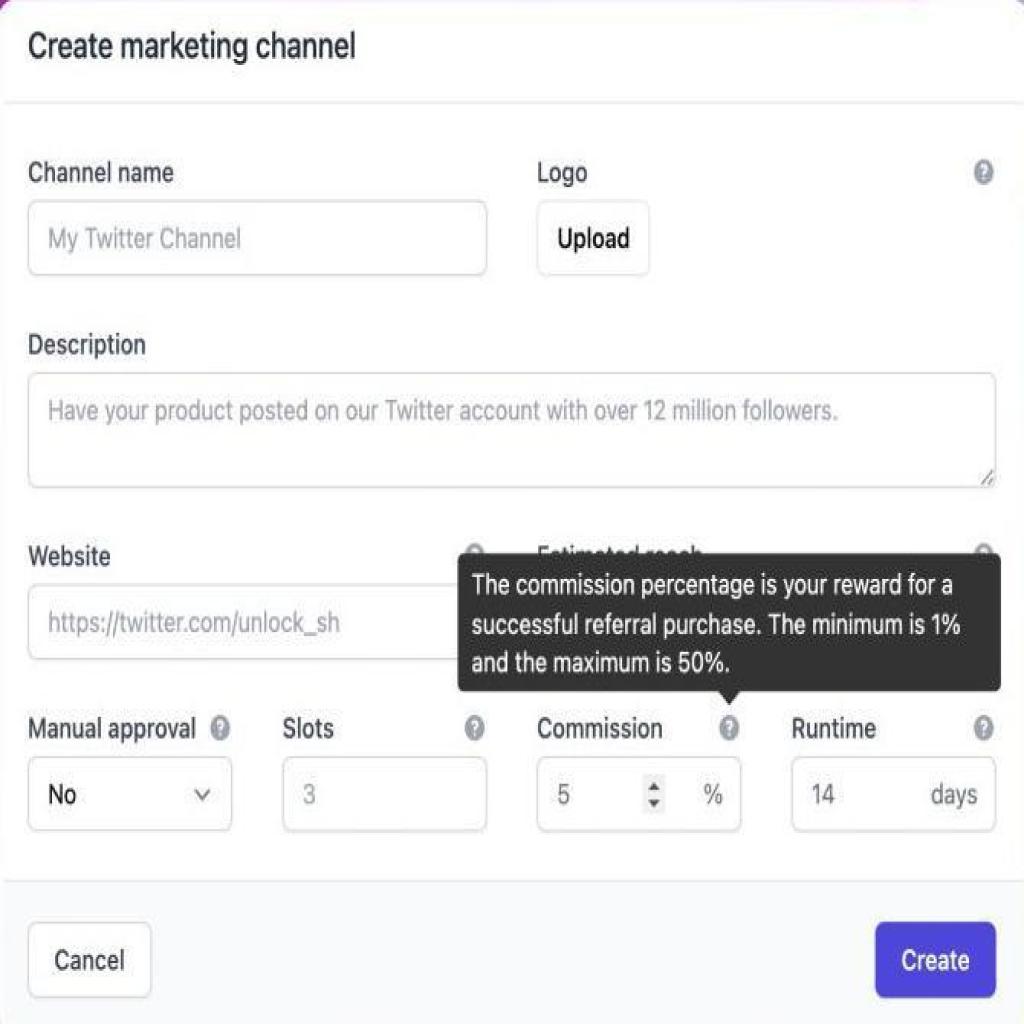 Create marketing channel
Channel name
Logo
My Twitter Channel
Upload
Description
Have your product posted on our Twitter account with over 12 million followers.
Website
Estimated reach
https://twitter.com/unlock_sh
The commission percentage is your reward for a
successful referral purchase. The minimum is 1%
and the maximum is 50%.
Manual approval
Slots
Commission
Runtime
No
3
5 %
14 days
Cancel
Create